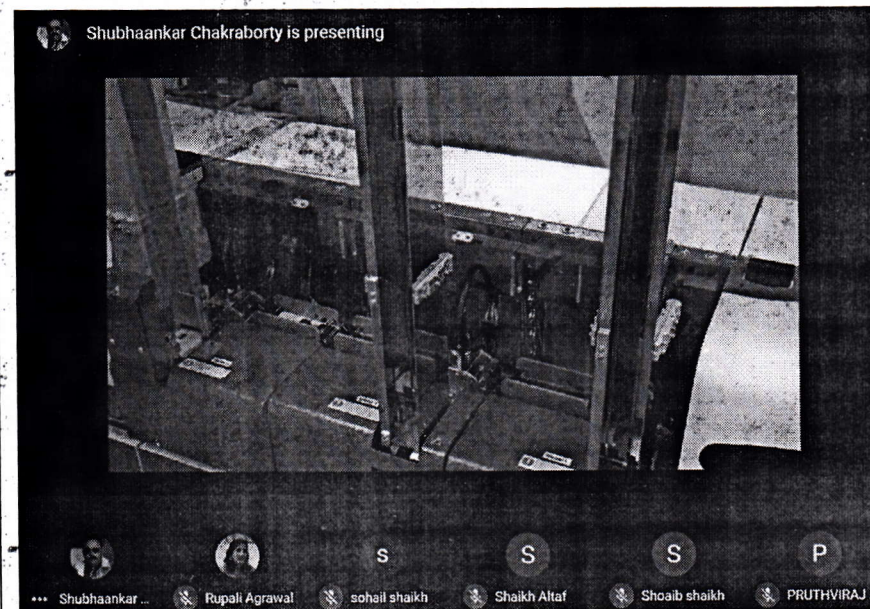 Shubhaankar Chakraborty is presenting
s
S
S
P
Shubhaankar ...
Rupali Agrawal
sohail shaikh
Shaikh Altaf
Shoaib shaikh
PRUTHVIRAJ